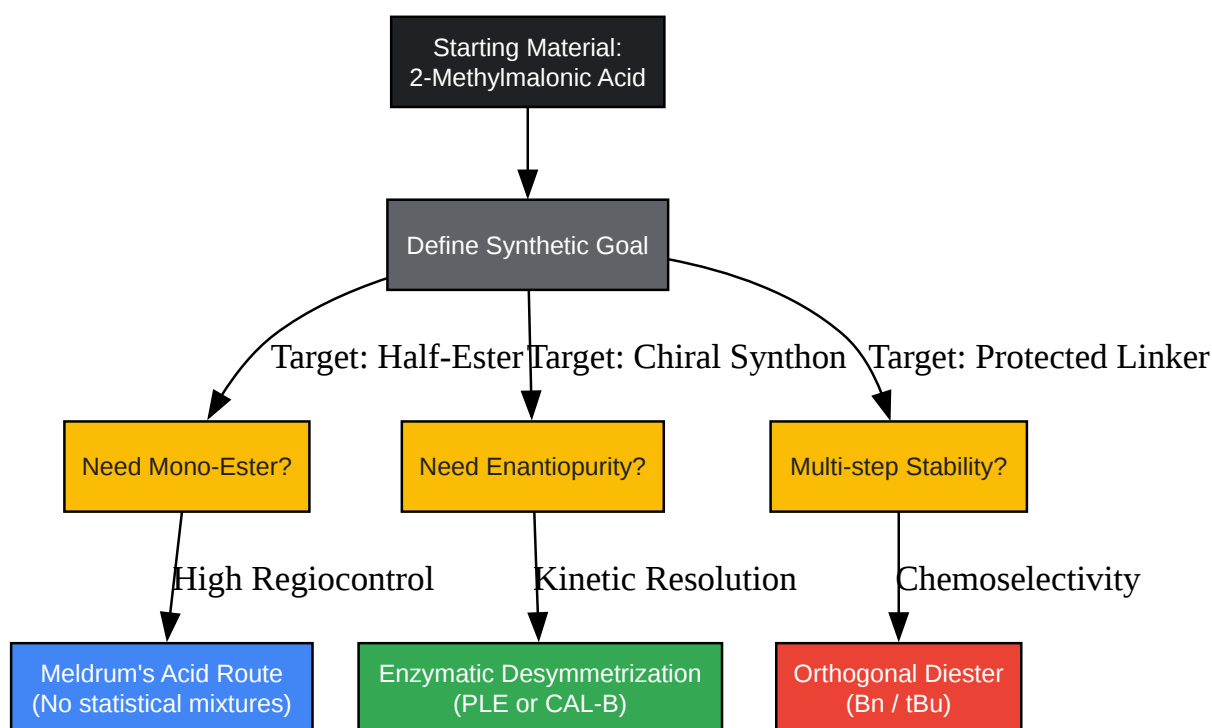 Starting Material:
2-Methylmalonic Acid
Define Synthetic Goal
Target: Half-Ester
Target: Chiral Synthon
Target: Protected Linker
Need Mono-Ester?
Need Enantiopurity?
Multi-step Stability?
High Regiocontrol
Kinetic Resolution
Chemoselectivity
Meldrum's Acid Route
(No statistical mixtures)
Enzymatic Desymmetrization
(PLE or CAL-B)
Orthogonal Diester
(Bn / tBu)